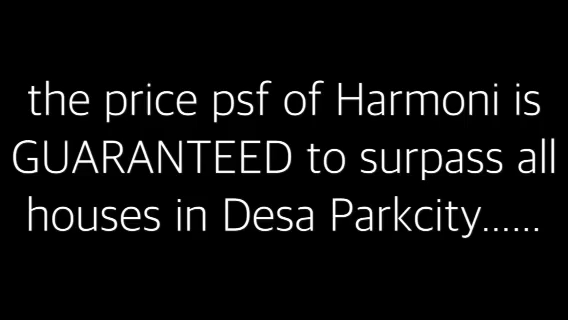 the price psf of Harmoni is
GUARANTEED to surpass all
houses in Desa Parkcity......